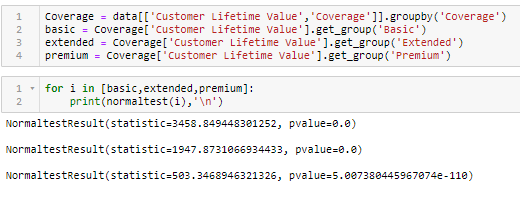 1 Coverage = data[['Customer Lifetime Value','Coverage']].groupby('Coverage')
2 basic = Coverage['Customer Lifetime Value'].get_group('Basic')
3 extended = Coverage['Customer Lifetime Value'].get_group('Extended')
4 premium = Coverage['Customer Lifetime Value'].get_group('Premium')
1 for i in [basic,extended,premium]:
2 print(normaltest(i),'\n')
NormaltestResult(statistic=3458.849448301252, pvalue=0.0)
NormaltestResult(statistic=1947.8731066934433, pvalue=0.0)
NormaltestResult(statistic=503.3468946321326, pvalue=5.007380445967074e-110)